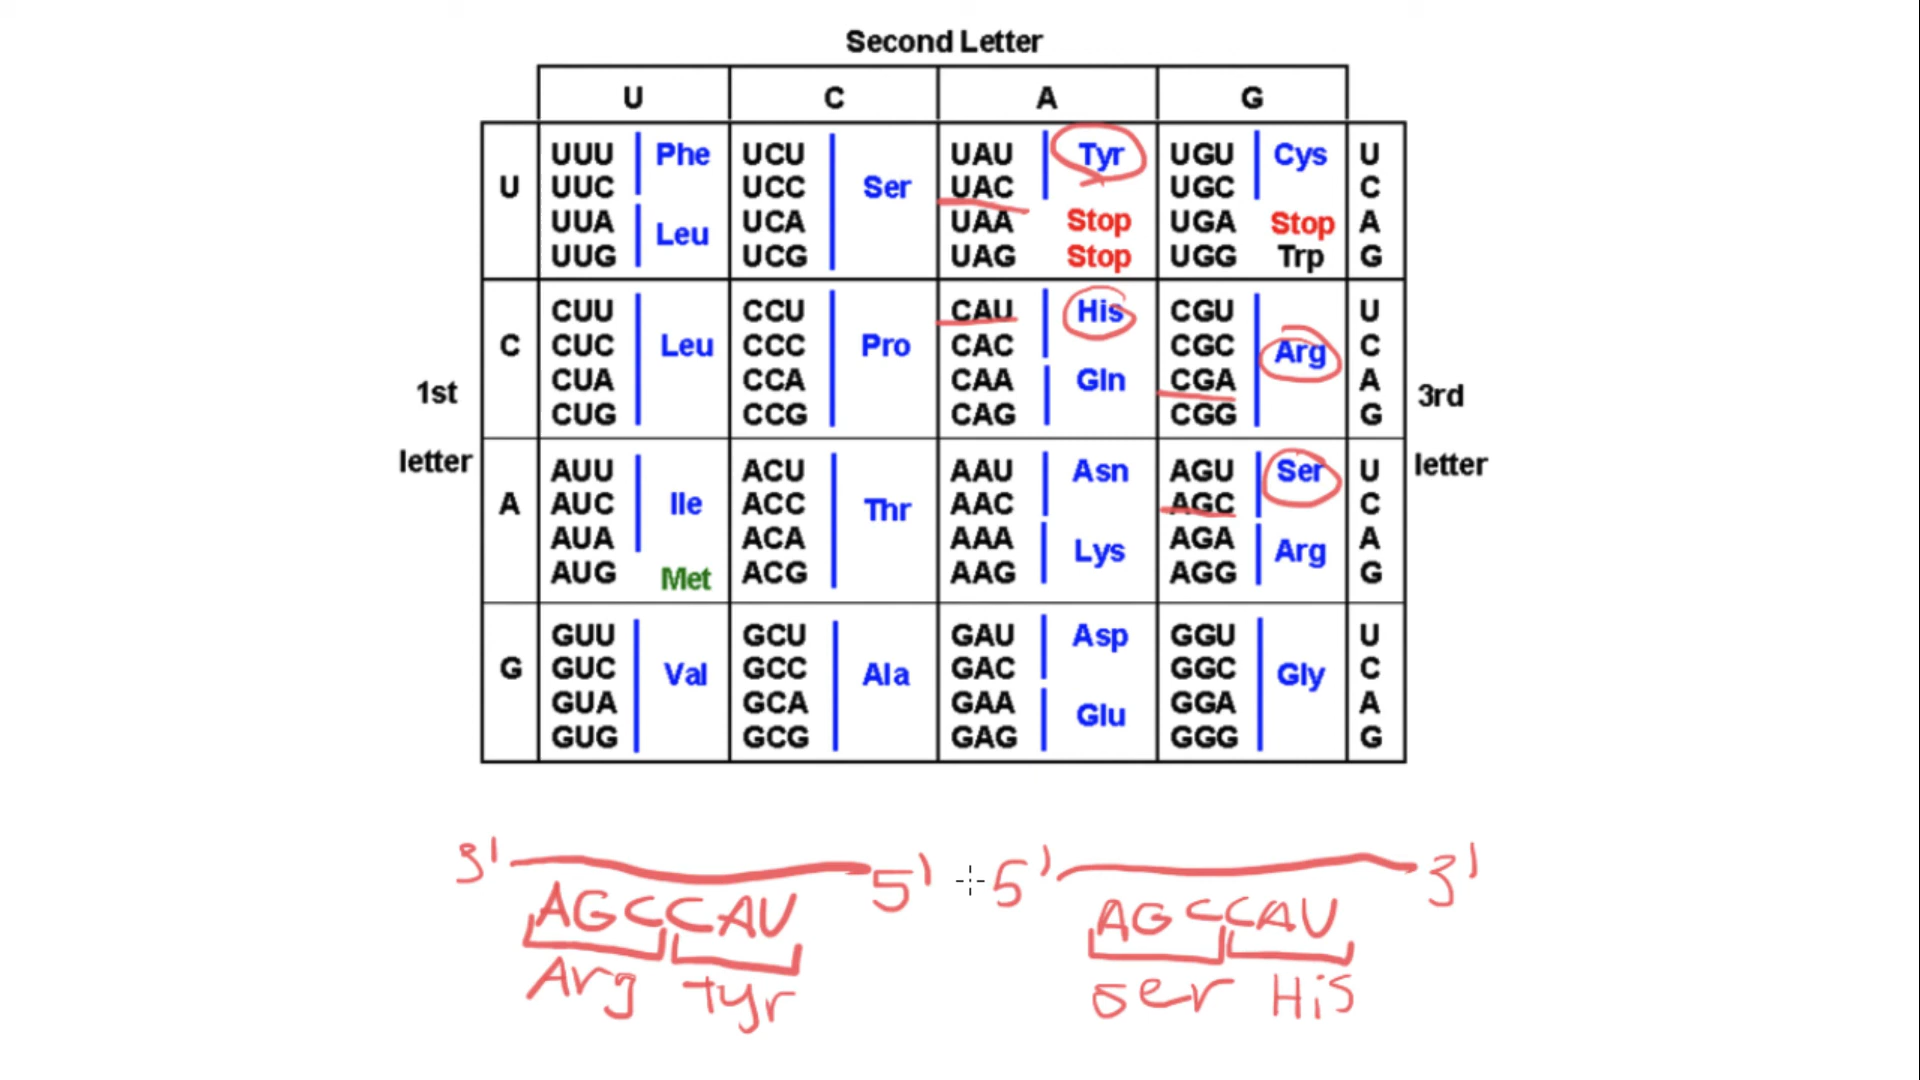 Second Letter
U C A G
UUU Phe UCU UAU Tyr UGU Cys U
U UUC UCC Ser UAC UGC C
UUA Leu UCA UAA Stop UGA Stop A
UUG UCG UAG Stop UGG Trp G
CUU CCU CAU His CGU U
C CUC Leu CCC Pro CAC CGC Arg C
1st CUA CCA CAA Gln CGA A 3rd
CUG CCG CAG CGG G
letter AUU ACU AAU Asn AGU Ser U letter
A AUC Ile ACC Thr AAC AGC C
AUA ACA AAA Lys AGA Arg A
AUG Met ACG AAG AGG G
GUU GCU GAU Asp GGU U
G GUC Val GCC Ala GAC GGC Gly C
GUA GCA GAA Glu GGA A
GUG GCG GAG GGG G
3' 5' 5' 3'
AGCCAU AGCCAU
Arg tyr ser His